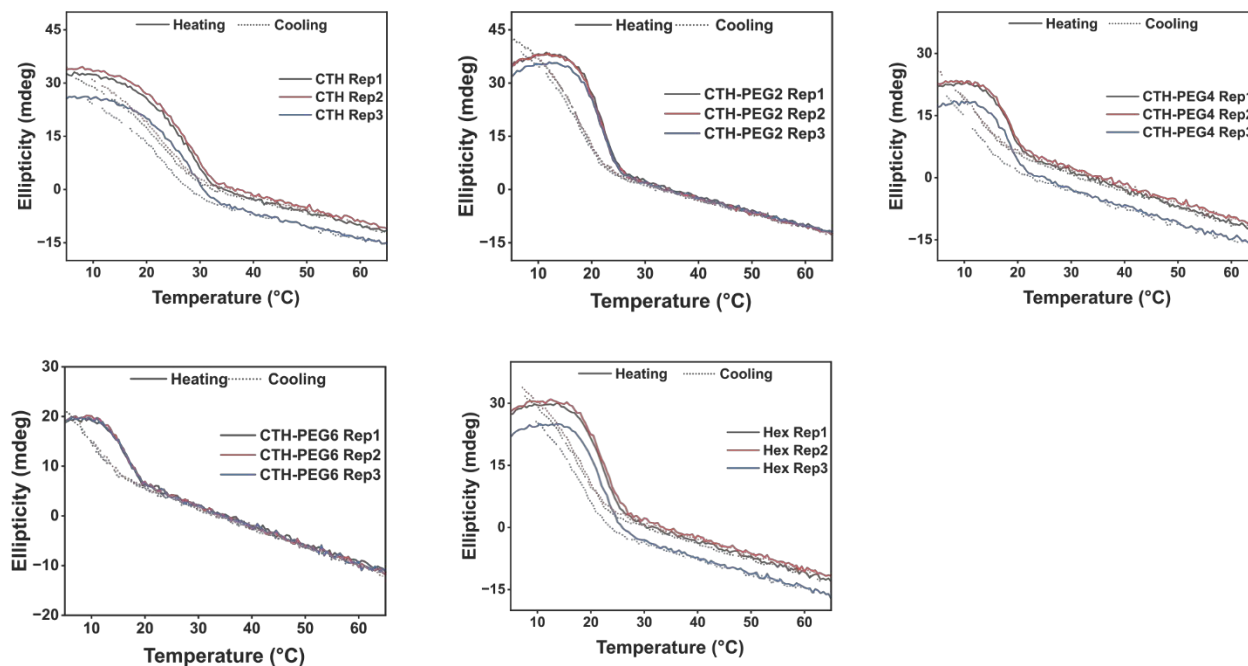 Heating Cooling
45
30
15
0
−15
Ellipticity (mdeg)
CTH Rep1
CTH Rep2
CTH Rep3
10 20 30 40 50 60
Temperature (°C)
Heating Cooling
45
30
15
0
−15
Ellipticity (mdeg)
CTH-PEG2 Rep1
CTH-PEG2 Rep2
CTH-PEG2 Rep3
10 20 30 40 50 60
Temperature (°C)
Heating Cooling
30
15
0
−15
Ellipticity (mdeg)
CTH-PEG4 Rep1
CTH-PEG4 Rep2
CTH-PEG4 Rep3
10 20 30 40 50 60
Temperature (°C)
Heating Cooling
30
20
10
0
−10
−20
Ellipticity (mdeg)
CTH-PEG6 Rep1
CTH-PEG6 Rep2
CTH-PEG6 Rep3
10 20 30 40 50 60
Temperature (°C)
Heating Cooling
30
15
0
−15
Ellipticity (mdeg)
Hex Rep1
Hex Rep2
Hex Rep3
10 20 30 40 50 60
Temperature (°C)